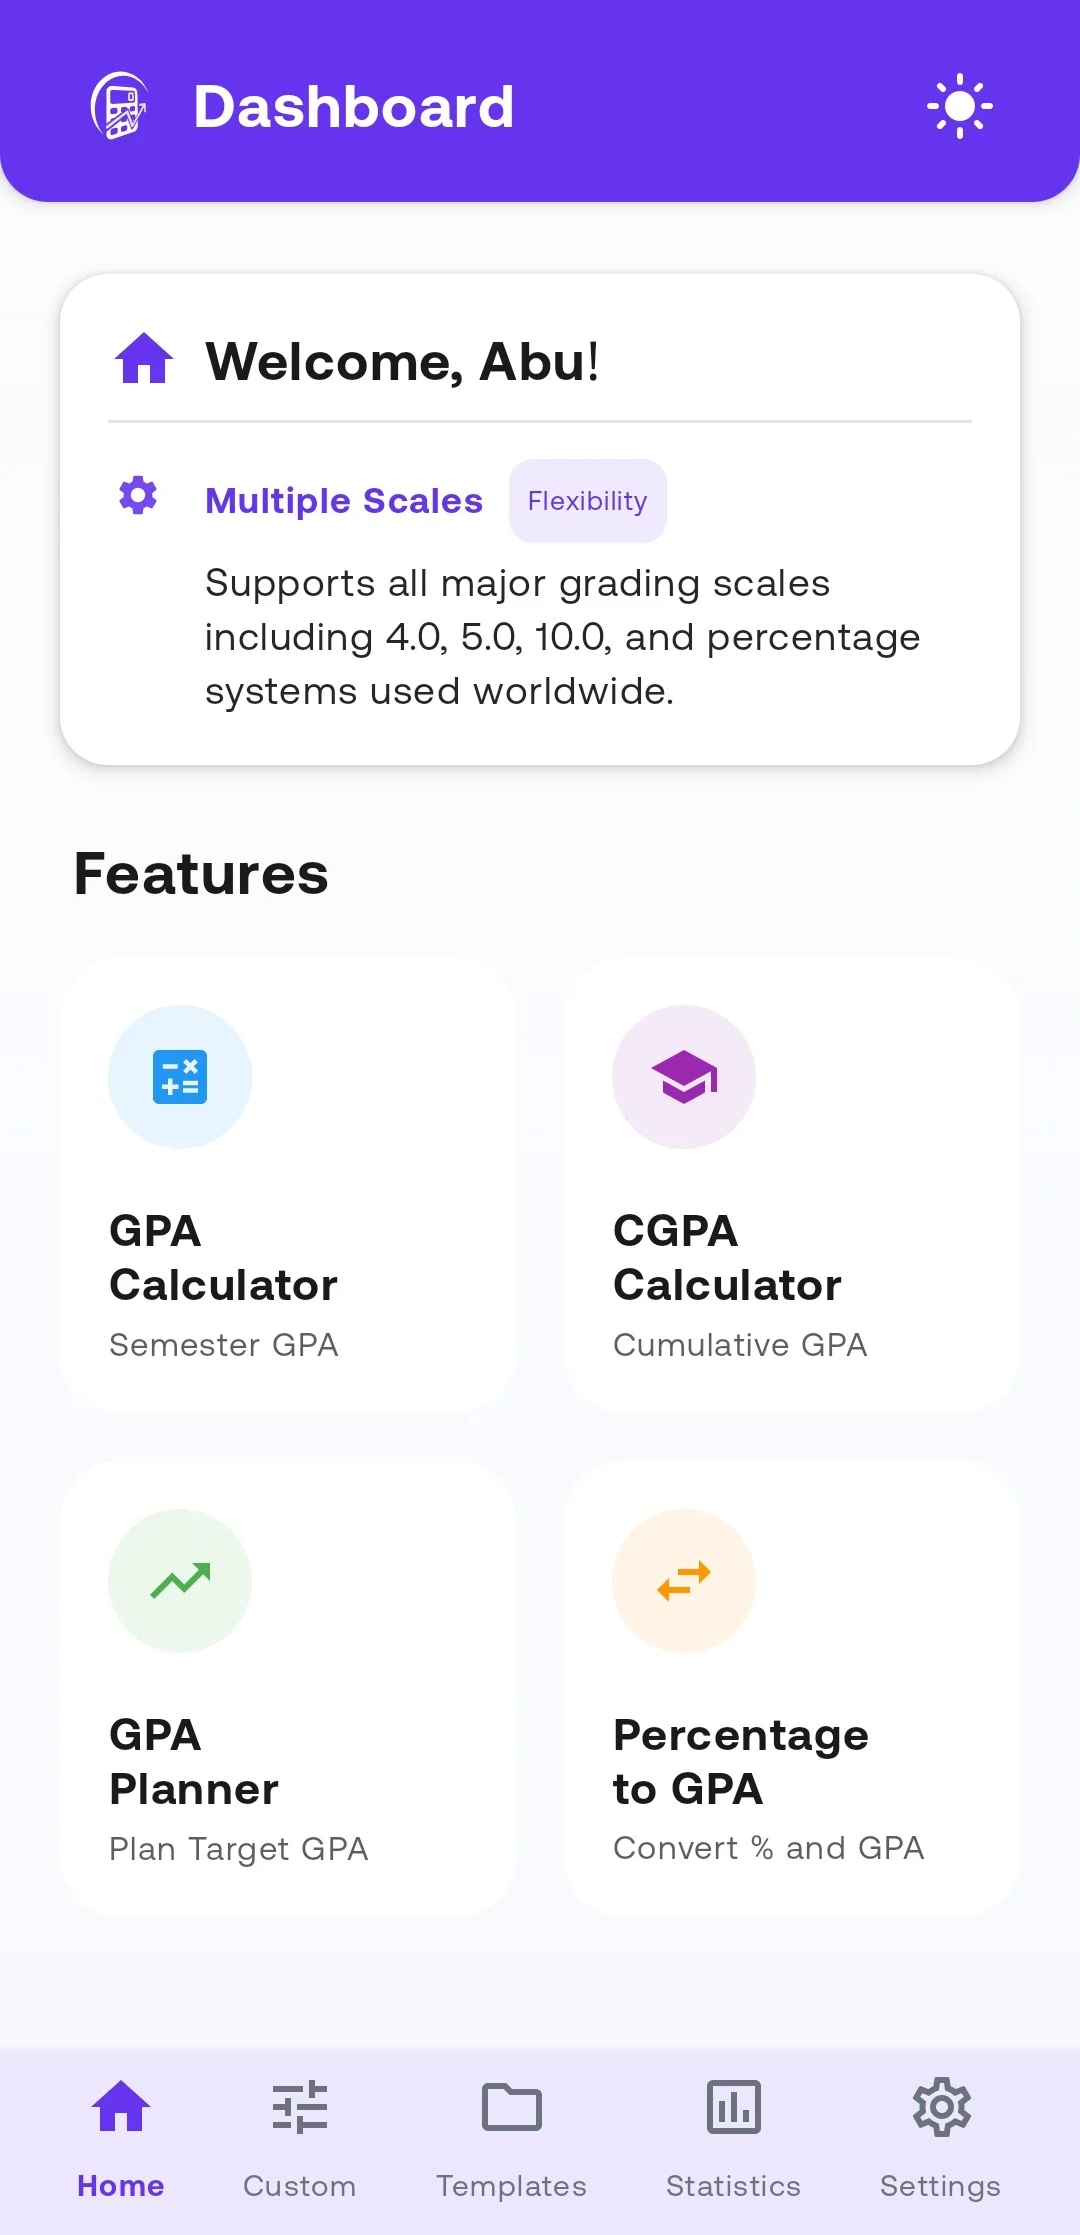 Dashboard
Welcome, Abu!
Multiple Scales
Flexibility
Supports all major grading scales
including 4.0, 5.0, 10.0, and percentage
systems used worldwide.
Features
GPA
Calculator
Semester GPA
CGPA
Calculator
Cumulative GPA
GPA
Planner
Plan Target GPA
Percentage
to GPA
Convert % and GPA
Home
Custom
Templates
Statistics
Settings